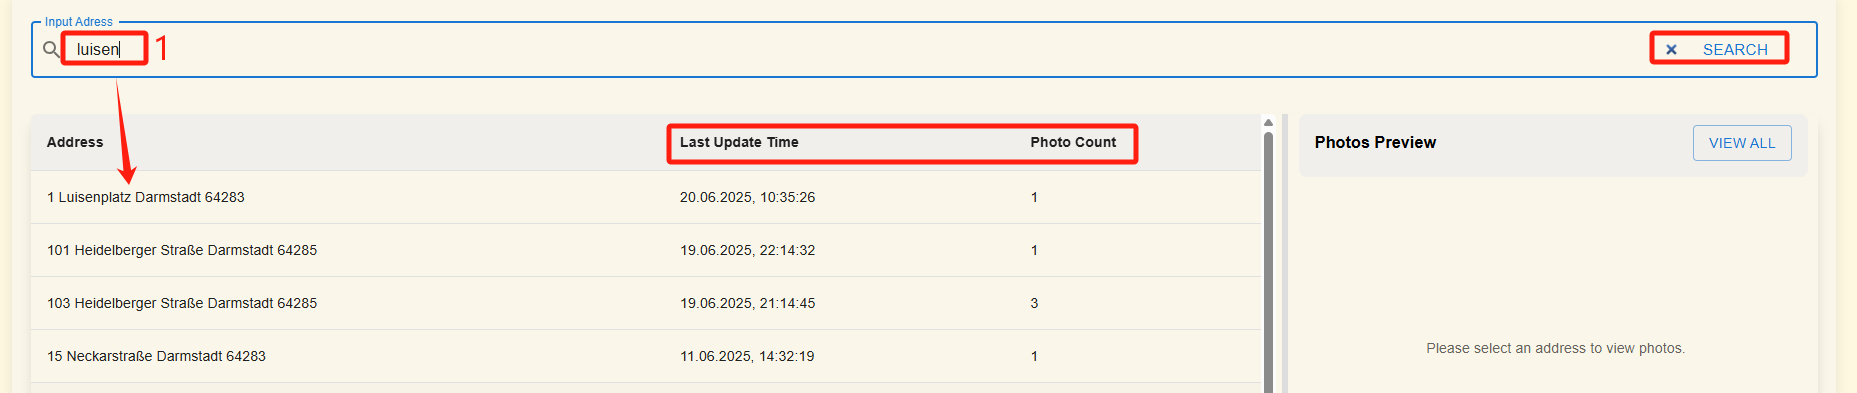 Input Adress
luisen 1 × SEARCH
Address Last Update Time Photo Count Photos Preview VIEW ALL
1 Luisenplatz Darmstadt 64283 20.06.2025, 10:35:26 1
101 Heidelberger Straße Darmstadt 64285 19.06.2025, 22:14:32 1
103 Heidelberger Straße Darmstadt 64285 19.06.2025, 21:14:45 3
15 Neckarstraße Darmstadt 64283 11.06.2025, 14:32:19 1
Please select an address to view photos.